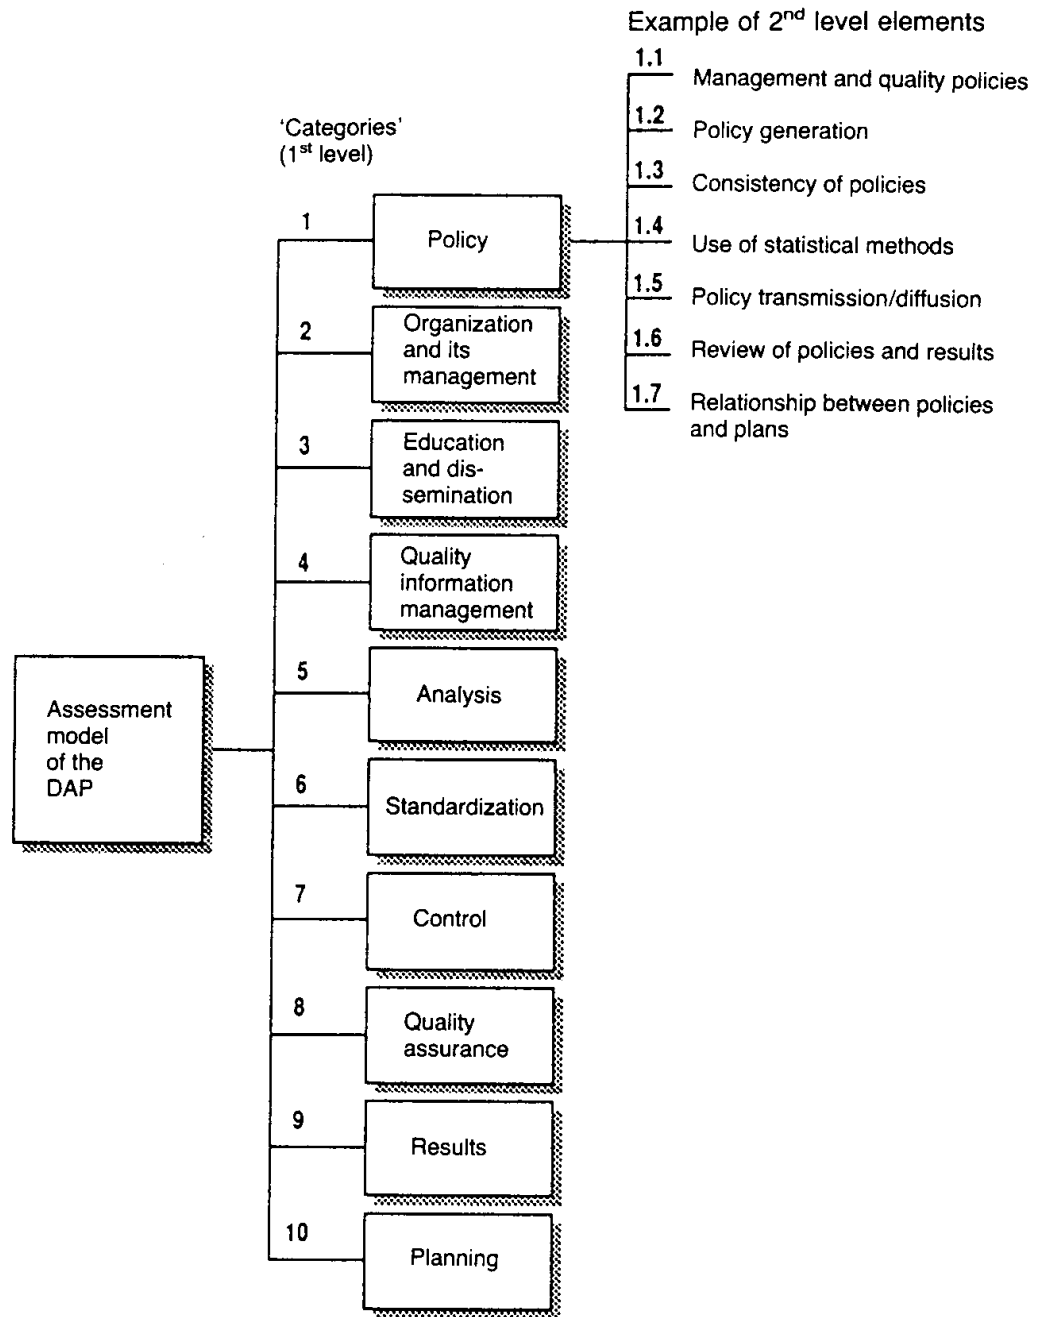 Example of 2nd level elements
1.1
Management and quality policies
1.2
Policy generation
1.3
Consistency of policies
1.4
Use of statistical methods
1.5
Policy transmission/diffusion
1.6
Review of policies and results
1.7
Relationship between policies
and plans
'Categories'
(1st level)
1
Policy
2
Organization
and its
management
3
Education
and dis-
semination
4
Quality
information
management
5
Analysis
Assessment
model
of the
DAP
6
Standardization
7
Control
8
Quality
assurance
9
Results
10
Planning